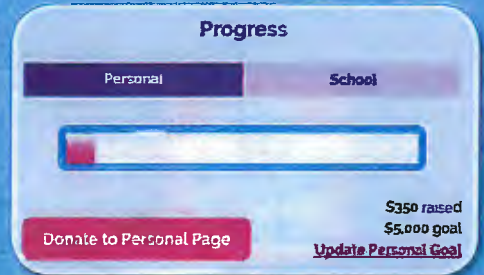 Progress
Personal
School
$350 raised
$5,000 goal
Donate to Personal Page
Update Personal Goal